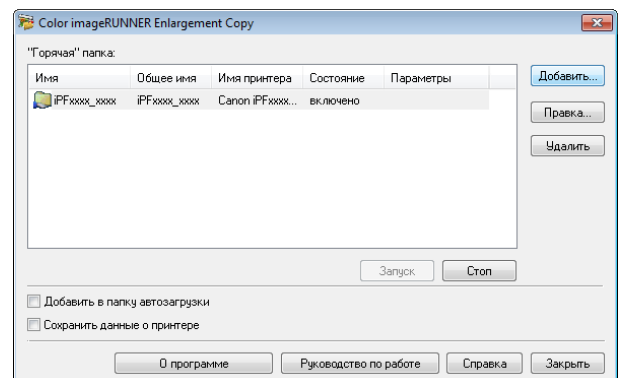 Color imageRUNNER Enlargement Copy
"Горячая" папка:
Имя Общее имя Имя принтера Состояние Параметры
iPFxxxx_xxxx iPFxxxx_xxxx Canon iPFxxxx... включено
Добавить...
Правка...
Удалить
Запуск Стоп
Добавить в папку автозагрузки
Сохранить данные о принтере
О программе Руководство по работе Справка Закрыть